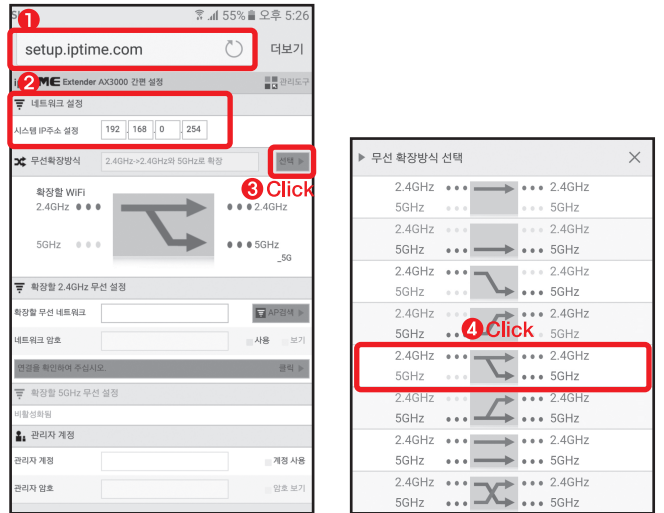 1
55% 오후 5:26
setup.iptime.com 더보기
2
Extender AX3000 간편 설정 관리도구
네트워크 설정
시스템 IP주소 설정 192 .168 .0 .254
무선확장방식 2.4GHz->2.4GHz와 5GHz로 확장 선택
3 Click
확장할 WiFi
2.4GHz 2.4GHz
5GHz 5GHz
_5G
확장할 2.4GHz 무선 설정
확장할 무선 네트워크 AP검색
네트워크 암호 사용 보기
연결을 확인하여 주십시오. 클릭
확장할 5GHz 무선 설정
비활성화됨
관리자 계정
관리자 계정 계정 사용
관리자 암호 암호 보기
무선 확장방식 선택
2.4GHz 2.4GHz
5GHz 5GHz
2.4GHz 2.4GHz
5GHz 5GHz
2.4GHz 2.4GHz
5GHz 5GHz
2.4GHz 2.4GHz
4 Click
5GHz 5GHz
2.4GHz 2.4GHz
5GHz 5GHz
2.4GHz 2.4GHz
5GHz 5GHz
2.4GHz 2.4GHz
5GHz 5GHz
2.4GHz 2.4GHz
5GHz 5GHz